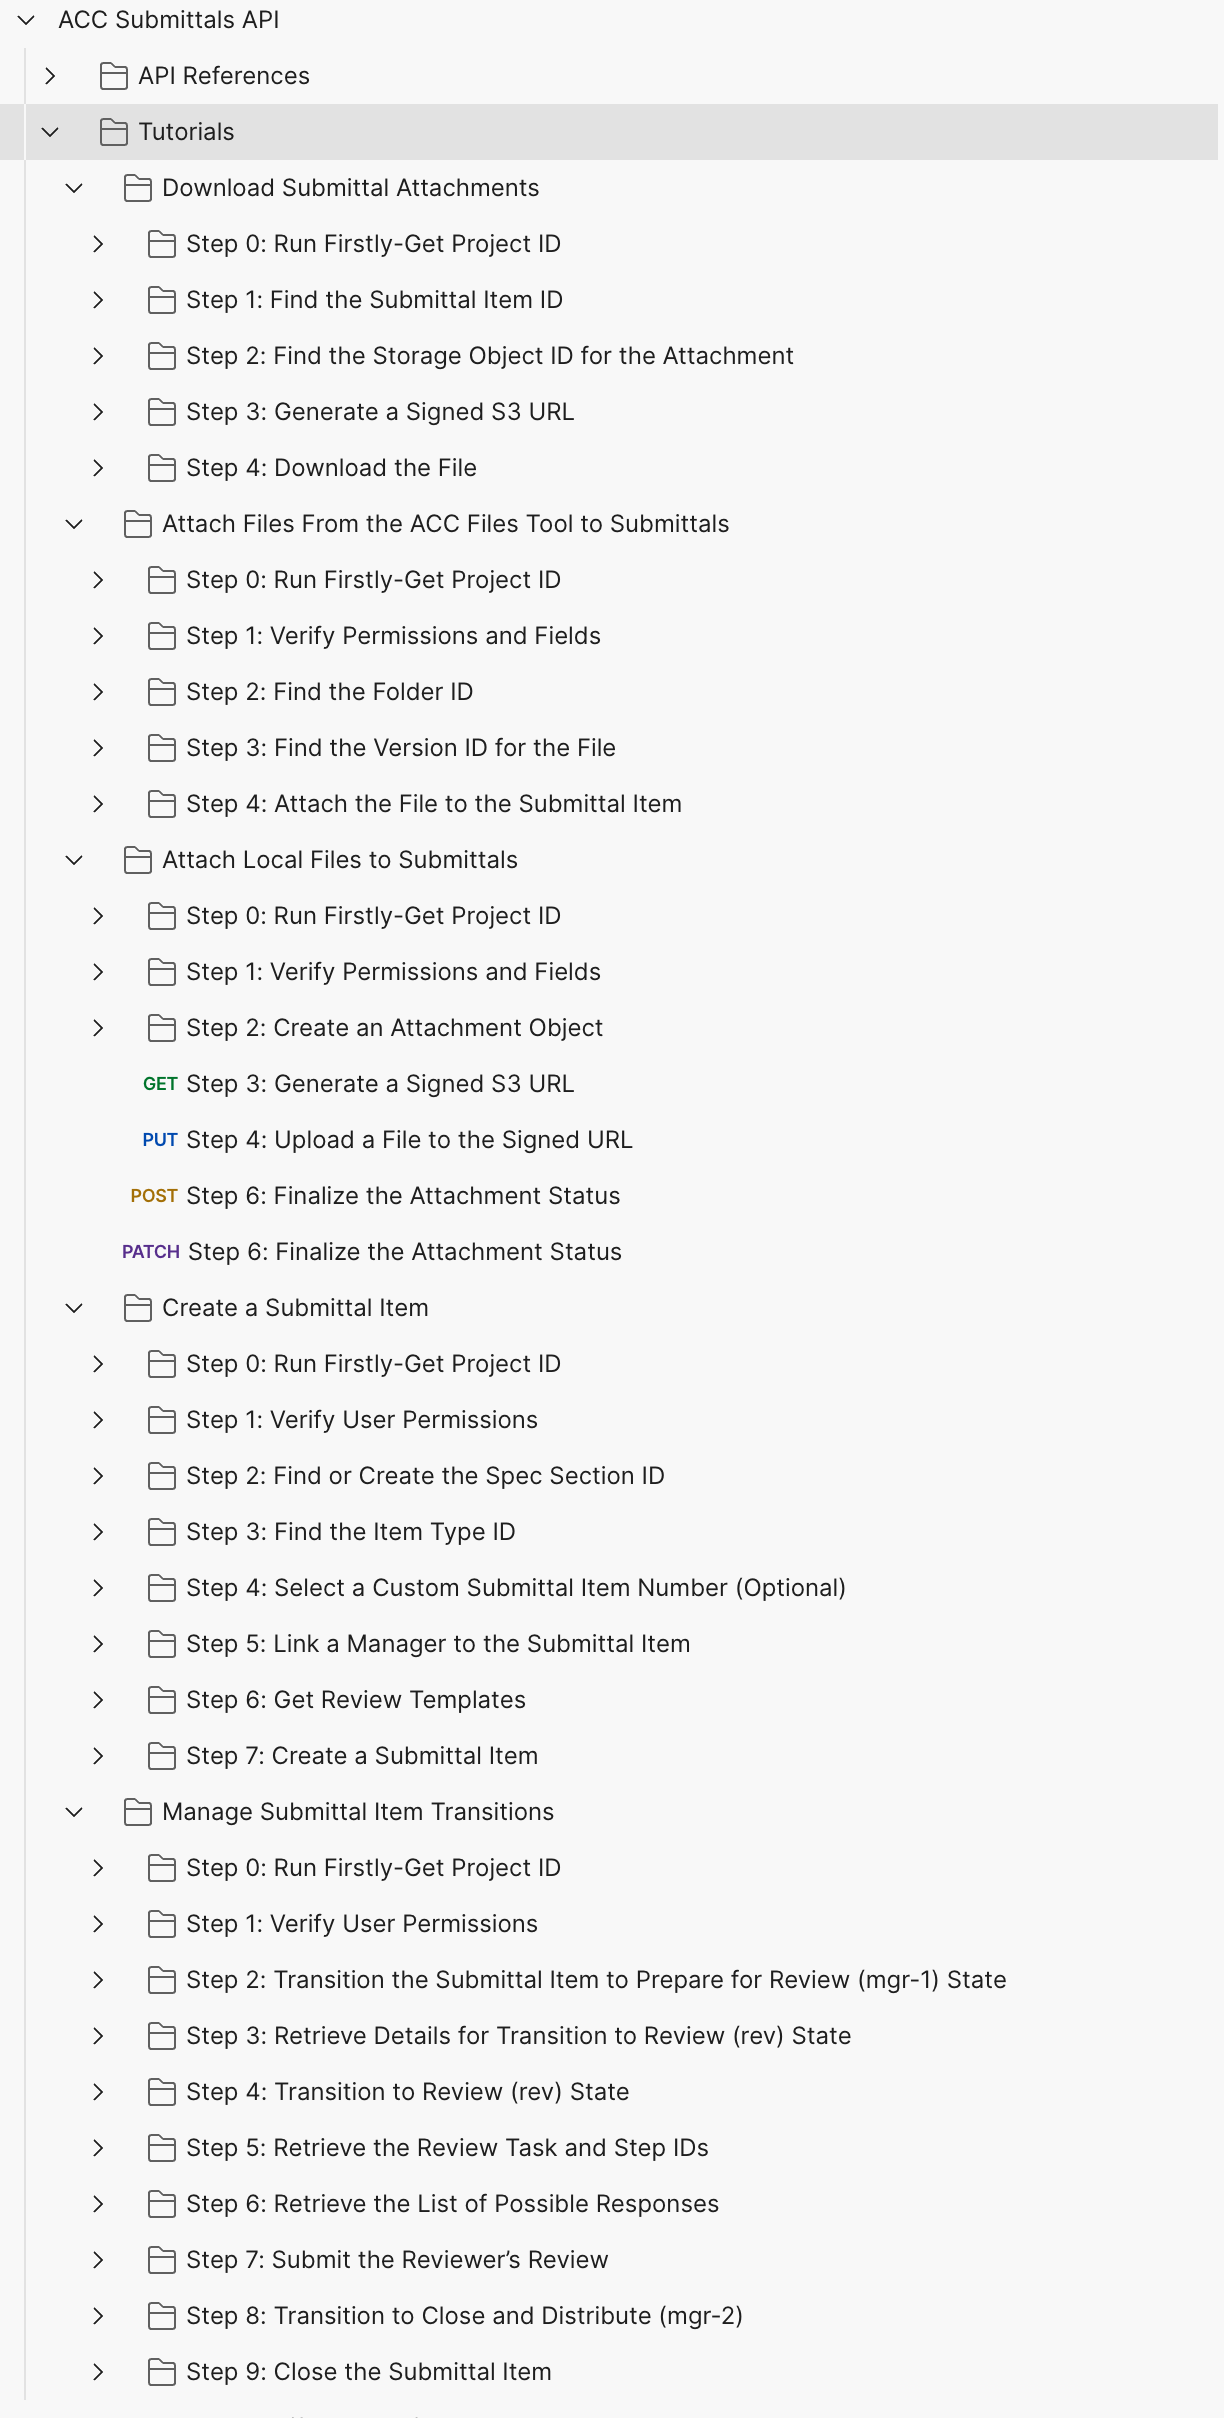 ACC Submittals API
API References
Tutorials
Download Submittal Attachments
Step 0: Run Firstly-Get Project ID
Step 1: Find the Submittal Item ID
Step 2: Find the Storage Object ID for the Attachment
Step 3: Generate a Signed S3 URL
Step 4: Download the File
Attach Files From the ACC Files Tool to Submittals
Step 0: Run Firstly-Get Project ID
Step 1: Verify Permissions and Fields
Step 2: Find the Folder ID
Step 3: Find the Version ID for the File
Step 4: Attach the File to the Submittal Item
Attach Local Files to Submittals
Step 0: Run Firstly-Get Project ID
Step 1: Verify Permissions and Fields
Step 2: Create an Attachment Object
GET Step 3: Generate a Signed S3 URL
PUT Step 4: Upload a File to the Signed URL
POST Step 6: Finalize the Attachment Status
PATCH Step 6: Finalize the Attachment Status
Create a Submittal Item
Step 0: Run Firstly-Get Project ID
Step 1: Verify User Permissions
Step 2: Find or Create the Spec Section ID
Step 3: Find the Item Type ID
Step 4: Select a Custom Submittal Item Number (Optional)
Step 5: Link a Manager to the Submittal Item
Step 6: Get Review Templates
Step 7: Create a Submittal Item
Manage Submittal Item Transitions
Step 0: Run Firstly-Get Project ID
Step 1: Verify User Permissions
Step 2: Transition the Submittal Item to Prepare for Review (mgr-1) State
Step 3: Retrieve Details for Transition to Review (rev) State
Step 4: Transition to Review (rev) State
Step 5: Retrieve the Review Task and Step IDs
Step 6: Retrieve the List of Possible Responses
Step 7: Submit the Reviewer’s Review
Step 8: Transition to Close and Distribute (mgr-2)
Step 9: Close the Submittal Item